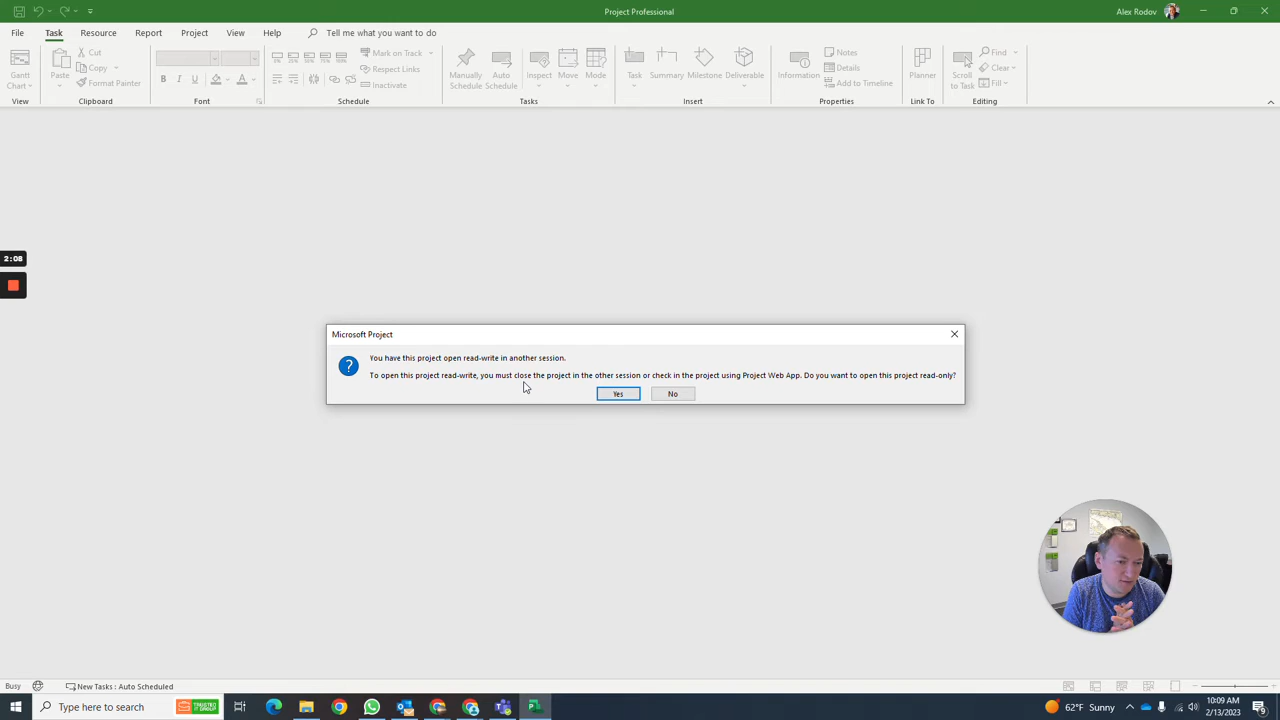 Project Professional
Alex Rodov
File Task Resource Report Project View Help Tell me what you want to do
Gantt Chart
View
Paste
Cut
Copy
Format Painter
Clipboard
B I U A
Font
0% 25% 50% 75% 100%
Mark on Track
Respect Links
Inactivate
Schedule
Manually Schedule
Auto Schedule
Inspect
Move
Mode
Tasks
Task
Summary
Milestone
Deliverable
Insert
Information
Notes
Details
Add to Timeline
Properties
Planner
Link To
Scroll to Task
Find
Clear
Fill
Editing
2:08
Microsoft Project
You have this project open read-write in another session.
To open this project read-write, you must close the project in the other session or check in the project using Project Web App. Do you want to open this project read-only?
Yes No
Busy New Tasks : Auto Scheduled
Type here to search
62°F Sunny
10:09 AM
2/13/2023
9